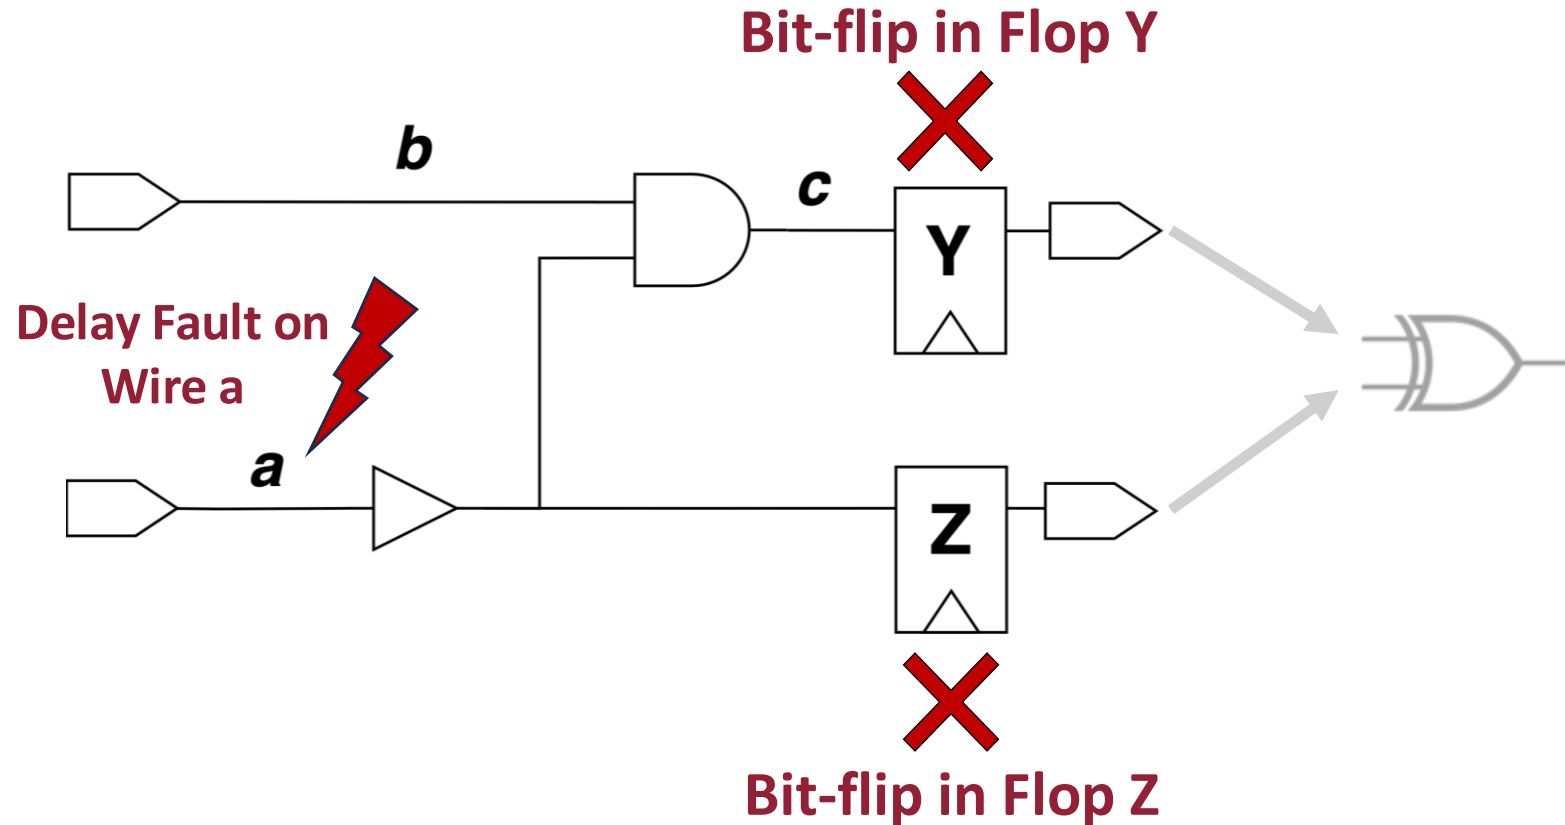 Bit-flip in Flop Y
b
c
Y
Delay Fault on
Wire a
a
Z
Bit-flip in Flop Z